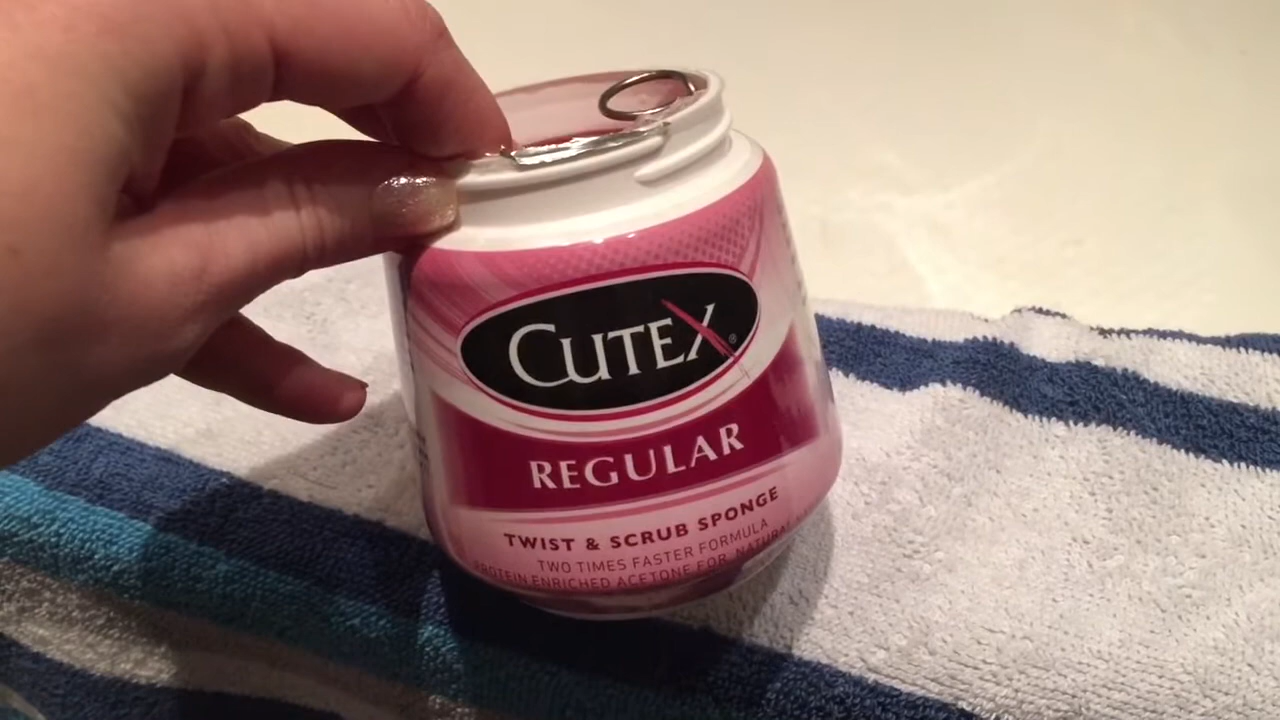 CUTEX®
REGULAR
TWIST & SCRUB SPONGE
TWO TIMES FASTER FORMULA
PROTEIN ENRICHED ACETONE FOR NATURAL